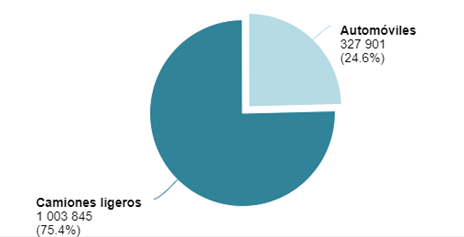 Automóviles
327 901
(24.6%)
Camiones ligeros
1 003 845
(75.4%)